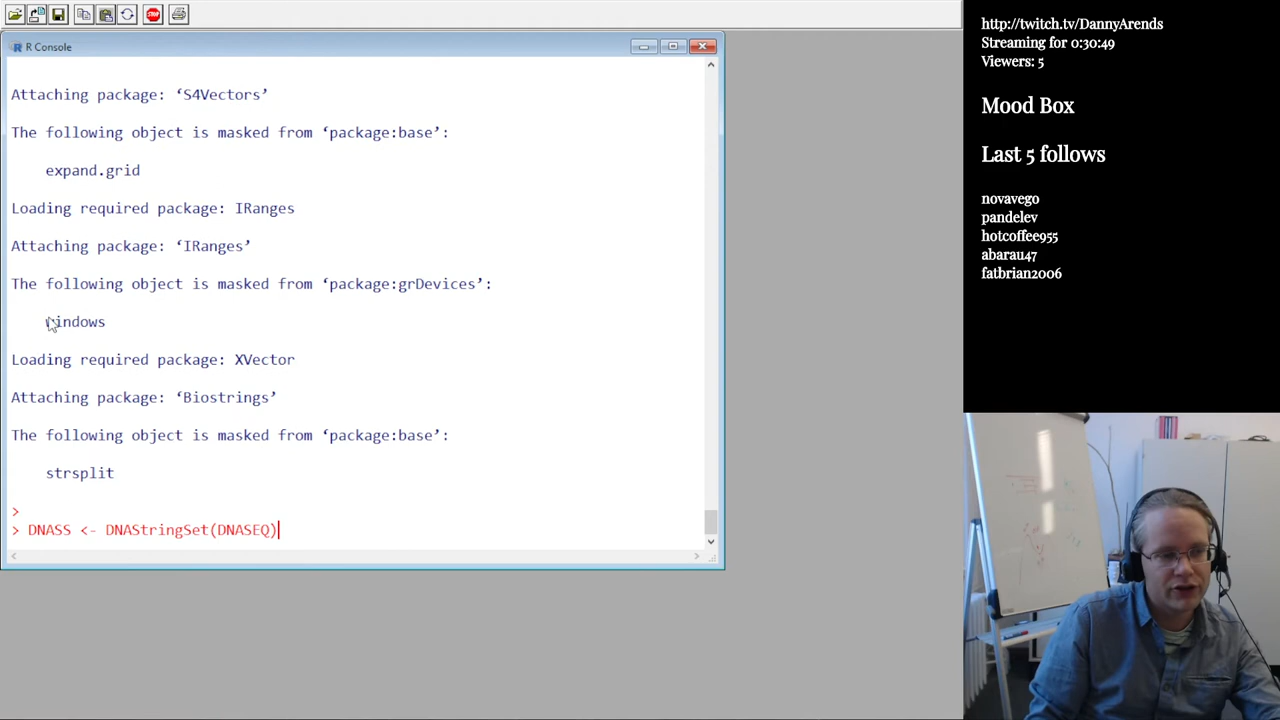 R Console
Attaching package: ‘S4Vectors’
The following object is masked from ‘package:base’:
expand.grid
Loading required package: IRanges
Attaching package: ‘IRanges’
The following object is masked from ‘package:grDevices’:
windows
Loading required package: XVector
Attaching package: ‘Biostrings’
The following object is masked from ‘package:base’:
strsplit
>
> DNASS <- DNAStringSet(DNASEQ)
http://twitch.tv/DannyArends
Streaming for 0:30:49
Viewers: 5
Mood Box
Last 5 follows
novavego
pandelev
hotcoffee955
abarau47
fatbrian2006